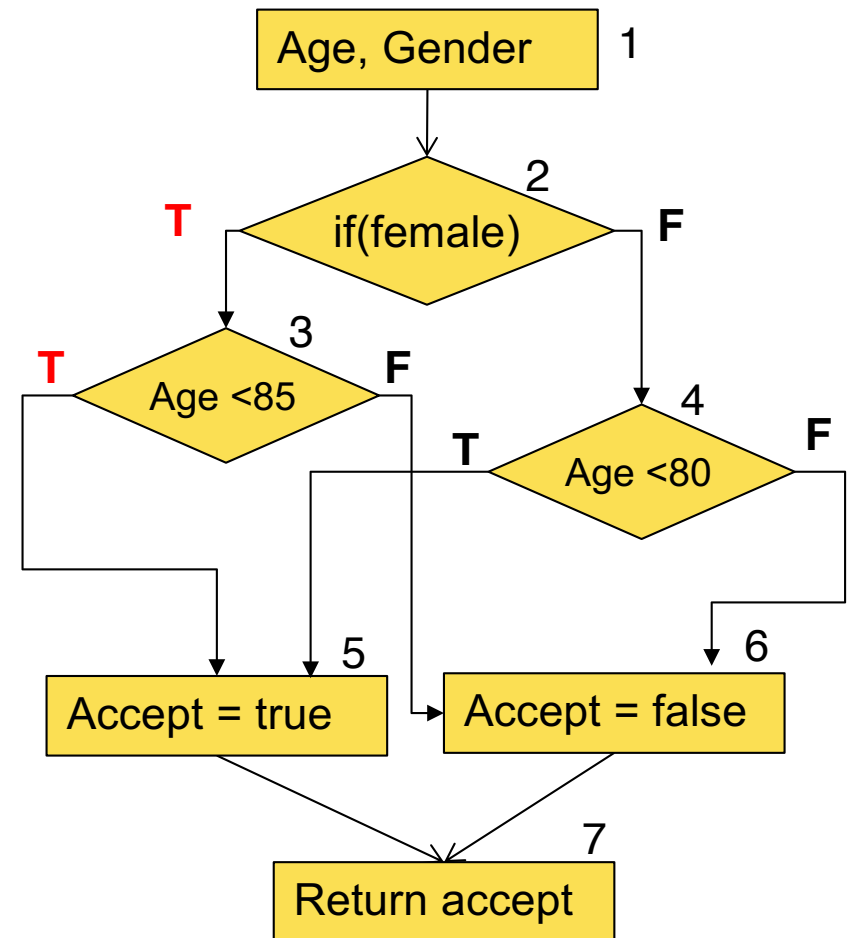 Age, Gender 1
2
if(female)
T
F
3
Age <85
T
F
4
Age <80
T
F
5
Accept = true
6
Accept = false
7
Return accept